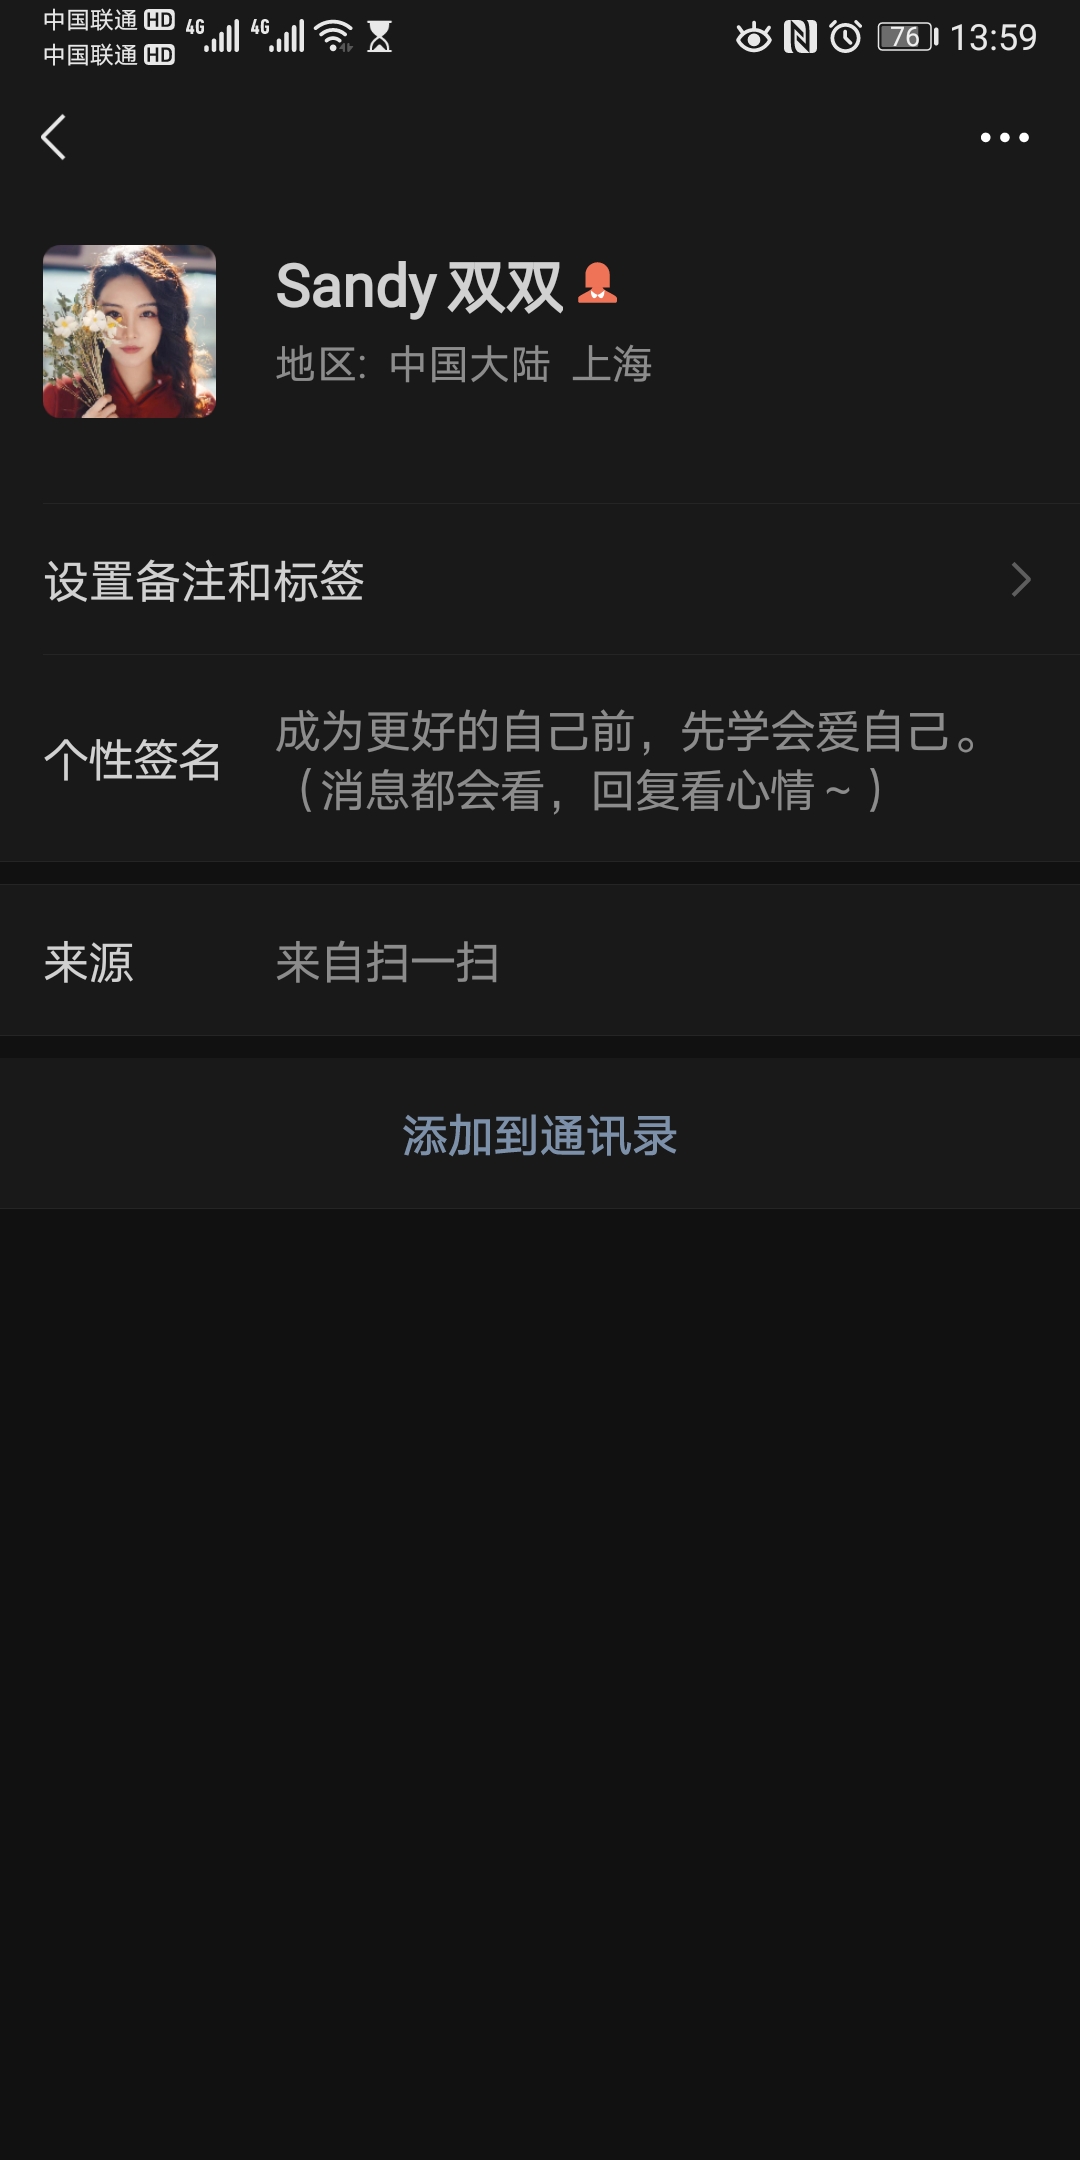 中国联通 HD 4G 4G 76 13:59
中国联通 HD
Sandy 双双
地区: 中国大陆 上海
设置备注和标签
个性签名
成为更好的自己前，先学会爱自己。
（消息都会看，回复看心情~）
来源 来自扫一扫
添加到通讯录